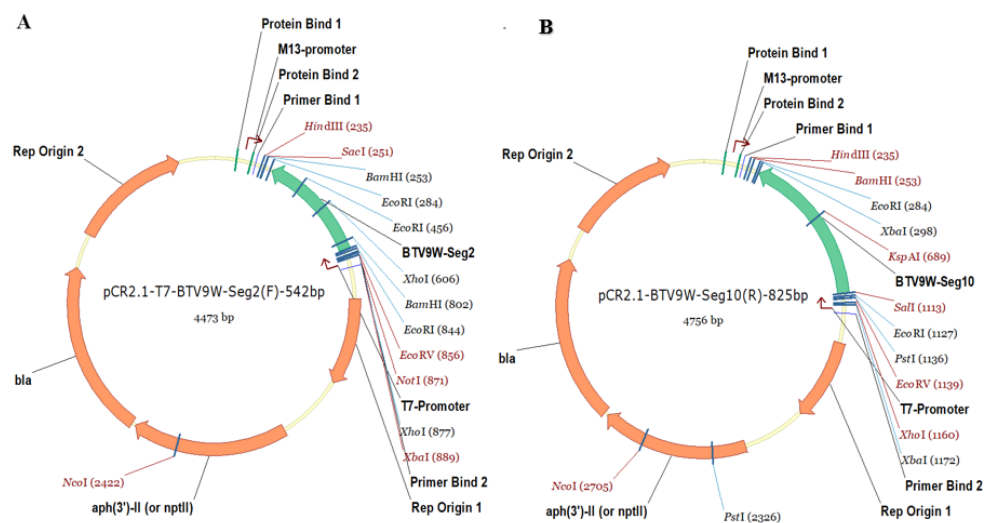 A
Protein Bind 1
M13-promoter
Protein Bind 2
Primer Bind 1
HindIII (235)
SacI (251)
BamHI (253)
EcoRI (284)
EcoRI (456)
BTV9W-Seg2
XhoI (606)
BamHI (802)
EcoRI (844)
EcoRV (856)
NotI (871)
T7-Promoter
XhoI (877)
XbaI (889)
Primer Bind 2
Rep Origin 1
aph(3')-II (or nptII)
NcoI (2422)
bla
Rep Origin 2
pCR2.1-T7-BTV9W-Seg2(F)-542bp
4473 bp
B
Protein Bind 1
M13-promoter
Protein Bind 2
Primer Bind 1
HindIII (235)
BamHI (253)
EcoRI (284)
XbaI (298)
KspAI (689)
BTV9W-Seg10
SalI (1113)
EcoRI (1127)
PstI (1136)
EcoRV (1139)
T7-Promoter
XhoI (1160)
XbaI (1172)
Primer Bind 2
Rep Origin 1
PstI (2326)
aph(3')-II (or nptII)
NcoI (2705)
bla
Rep Origin 2
pCR2.1-BTV9W-Seg10(R)-825bp
4756 bp